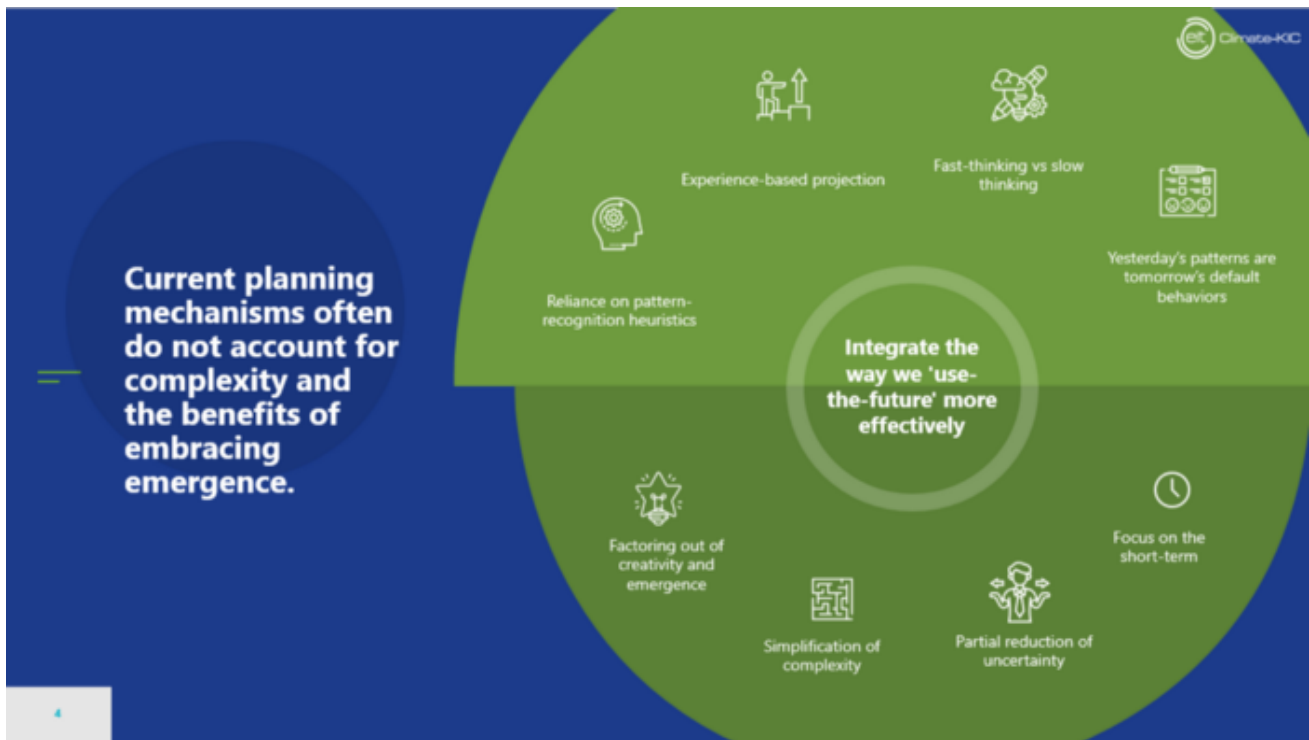 eit Climate-KIC
Current planning
mechanisms often
do not account for
complexity and
the benefits of
embracing
emergence.
Experience-based projection
Fast-thinking vs slow
thinking
Reliance on pattern-
recognition heuristics
Yesterday's patterns are
tomorrow's default
behaviors
Integrate the
way we 'use-
the-future' more
effectively
Factoring out of
creativity and
emergence
Simplification of
complexity
Partial reduction of
uncertainty
Focus on the
short-term
4